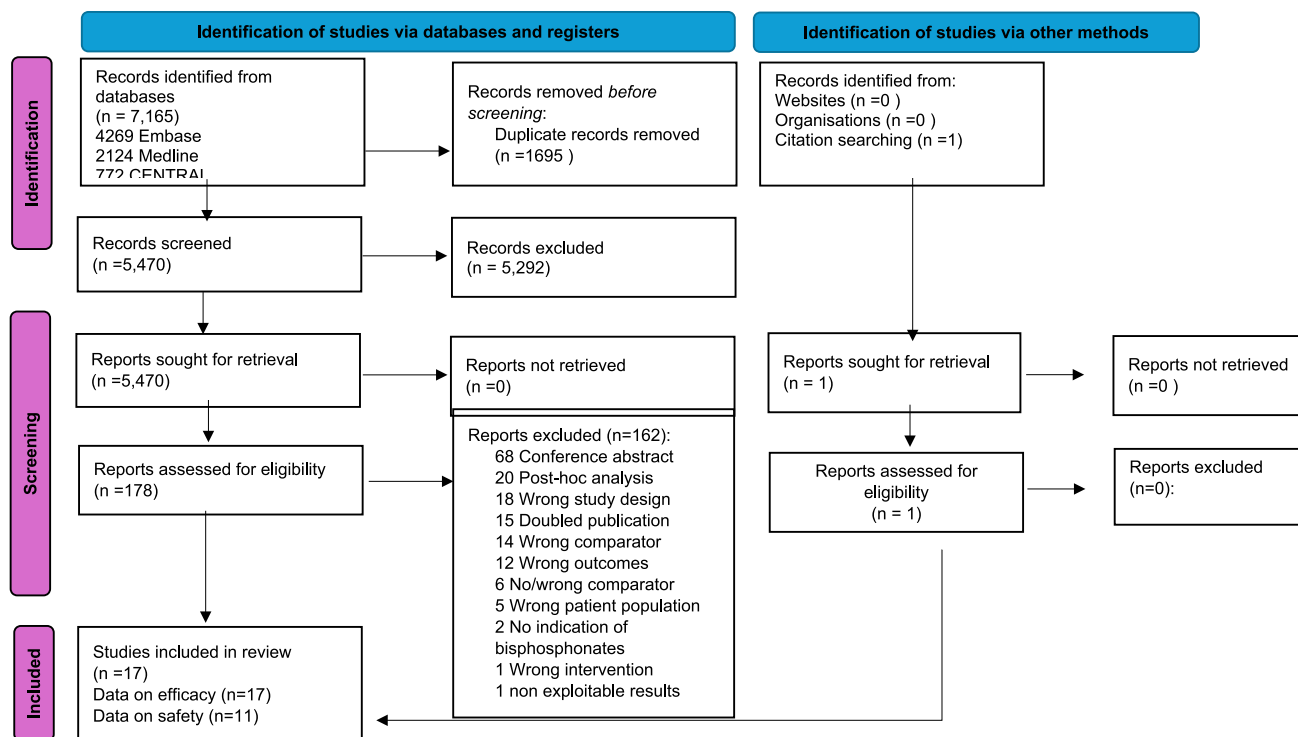 Identification of studies via databases and registers
Identification of studies via other methods
Identification
Records identified from
databases
(n = 7,165)
4269 Embase
2124 Medline
772 CENTRAL
Records removed before
screening:
Duplicate records removed
(n =1695 )
Records identified from:
Websites (n =0 )
Organisations (n =0 )
Citation searching (n =1)
Records screened
(n =5,470)
Records excluded
(n = 5,292)
Screening
Reports sought for retrieval
(n =5,470)
Reports not retrieved
(n =0)
Reports sought for retrieval
(n = 1)
Reports not retrieved
(n =0 )
Reports assessed for eligibility
(n =178)
Reports excluded (n=162):
68 Conference abstract
20 Post-hoc analysis
18 Wrong study design
15 Doubled publication
14 Wrong comparator
12 Wrong outcomes
6 No/wrong comparator
5 Wrong patient population
2 No indication of
bisphosphonates
1 Wrong intervention
1 non exploitable results
Reports assessed for
eligibility
(n = 1)
Reports excluded
(n=0):
Included
Studies included in review
(n =17)
Data on efficacy (n=17)
Data on safety (n=11)